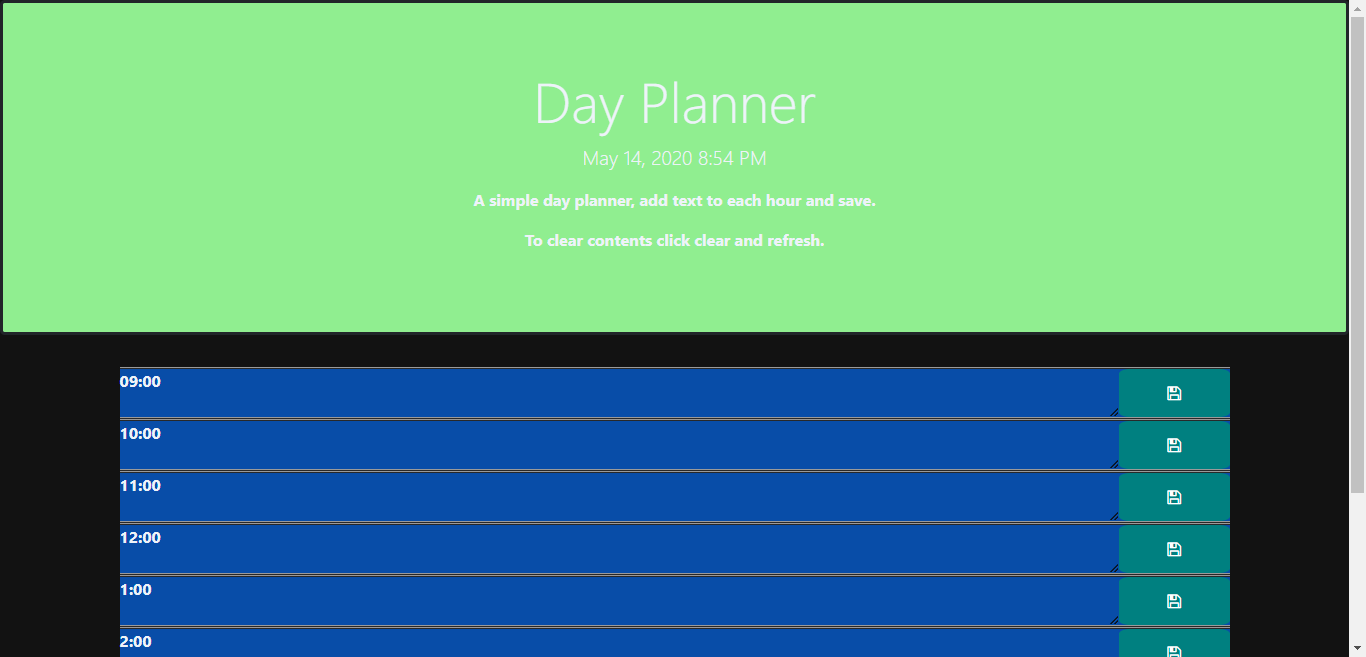 Day Planner
May 14, 2020 8:54 PM
A simple day planner, add text to each hour and save.
To clear contents click clear and refresh.
09:00
10:00
11:00
12:00
1:00
2:00